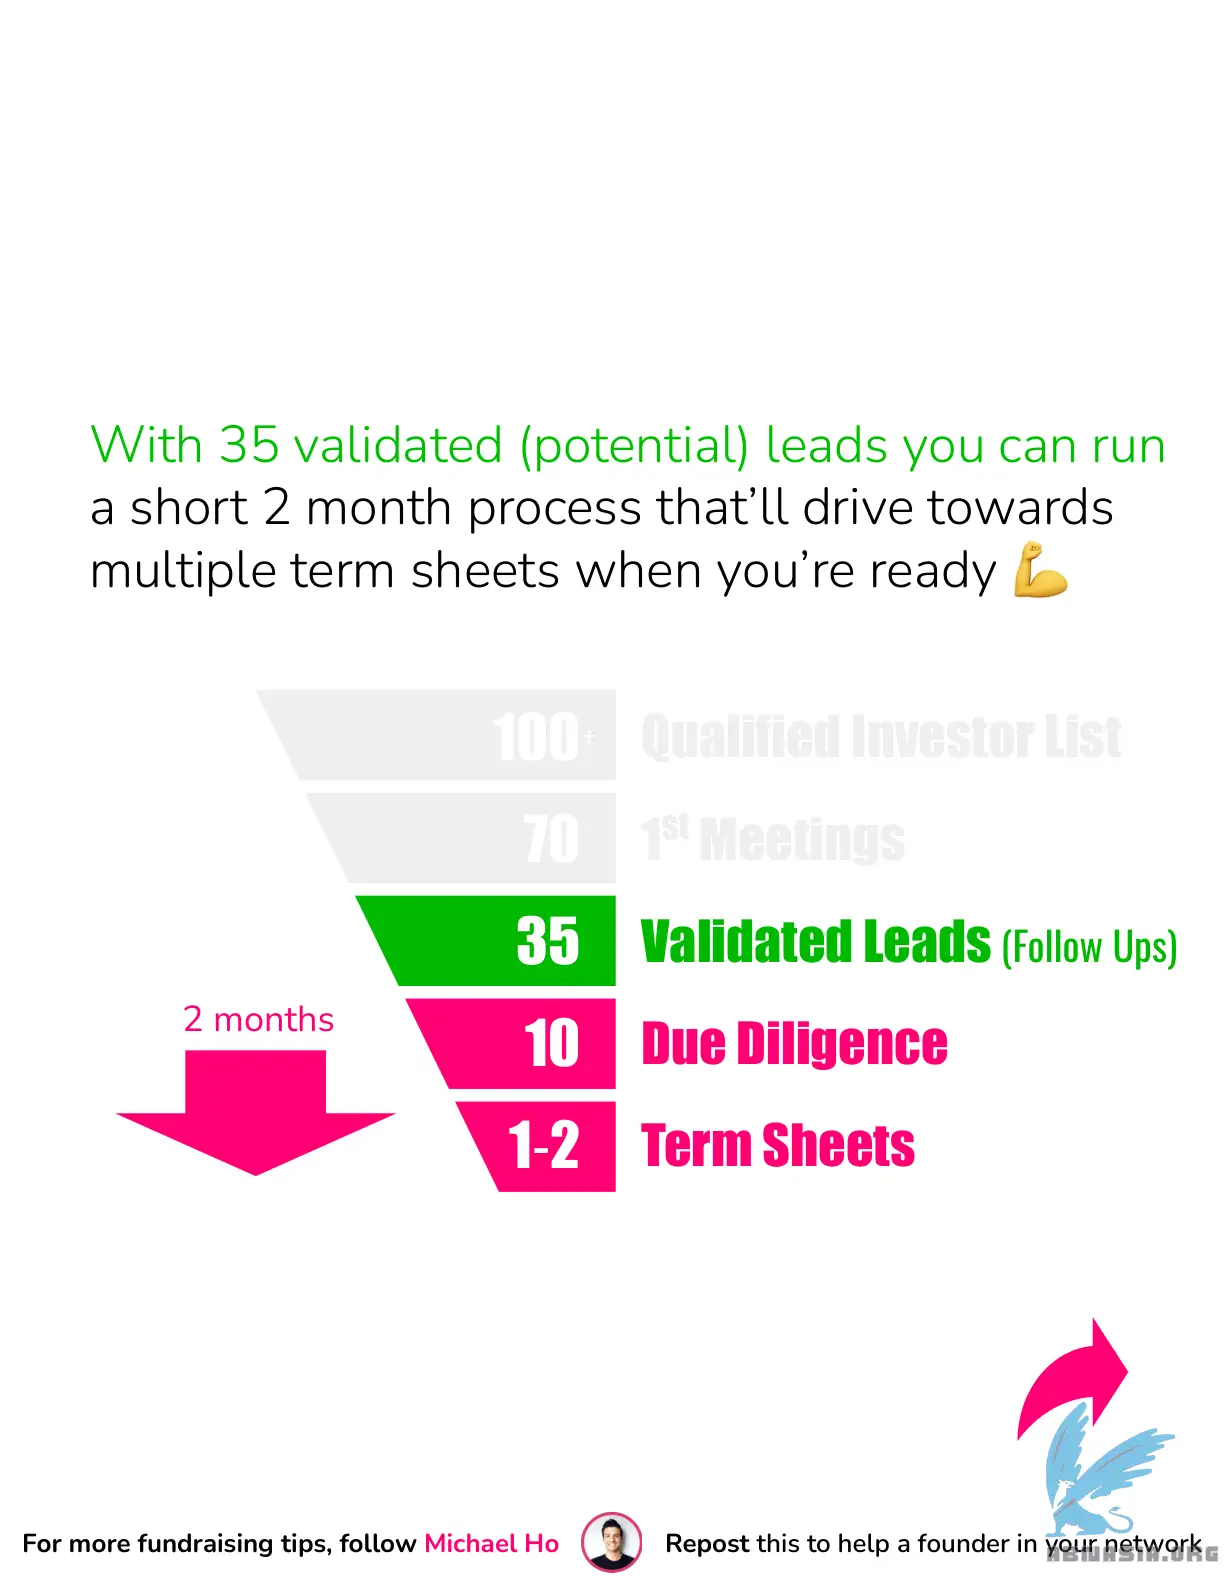 With 35 validated (potential) leads you can run
a short 2 month process that’ll drive towards
multiple term sheets when you’re ready 💪
100+ Qualified Investor List
70 1st Meetings
35 Validated Leads (Follow Ups)
2 months
10 Due Diligence
1-2 Term Sheets
For more fundraising tips, follow Michael Ho
Repost this to help a founder in your network
ABWASIA.ORG